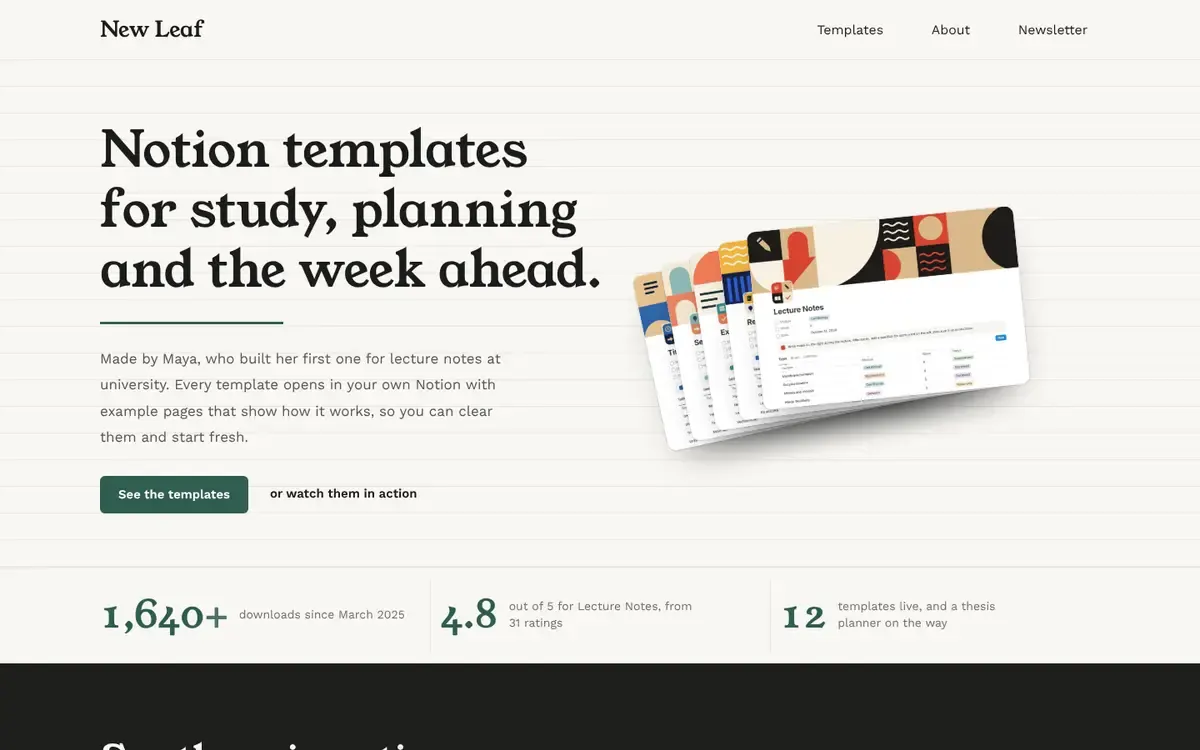 New Leaf
Templates
About
Newsletter
Notion templates
for study, planning
and the week ahead.
Made by Maya, who built her first one for lecture notes at
university. Every template opens in your own Notion with
example pages that show how it works, so you can clear
them and start fresh.
See the templates
or watch them in action
Lecture Notes
1,640+
downloads since March 2025
4.8
out of 5 for Lecture Notes, from
31 ratings
12
templates live, and a thesis
planner on the way